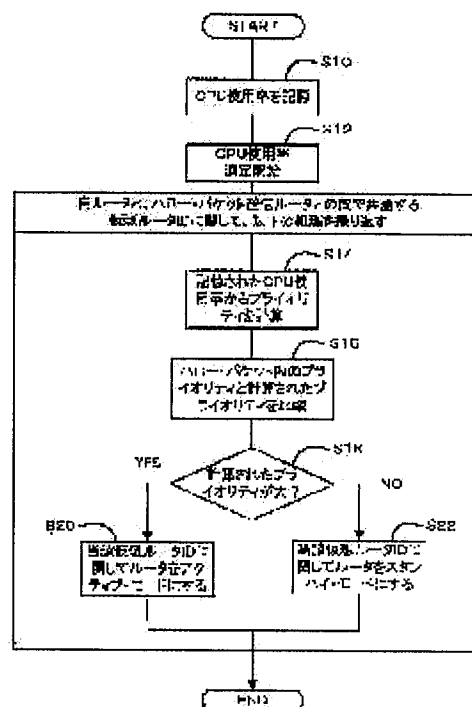 START
S10
CPU使用率を記録
S12
CPU使用率
測定開始
自ルータとハロー・パケット送信ルータの間で共通する
仮想ルータIDに関して、以下の処理を繰り返す
S14
記録されたCPU使
用率からプライオリ
ティを計算
S16
ハロー・パケット内のプライ
オリティと計算されたプ
ライオリティを比較
S18
計算されたプラ
イオリティが大？
YES
NO
S20
当該仮想ルータIDに
関してルータをアク
ティブ・モードにする
S22
当該仮想ルータIDに
関してルータをスタン
バイ・モードにする
END